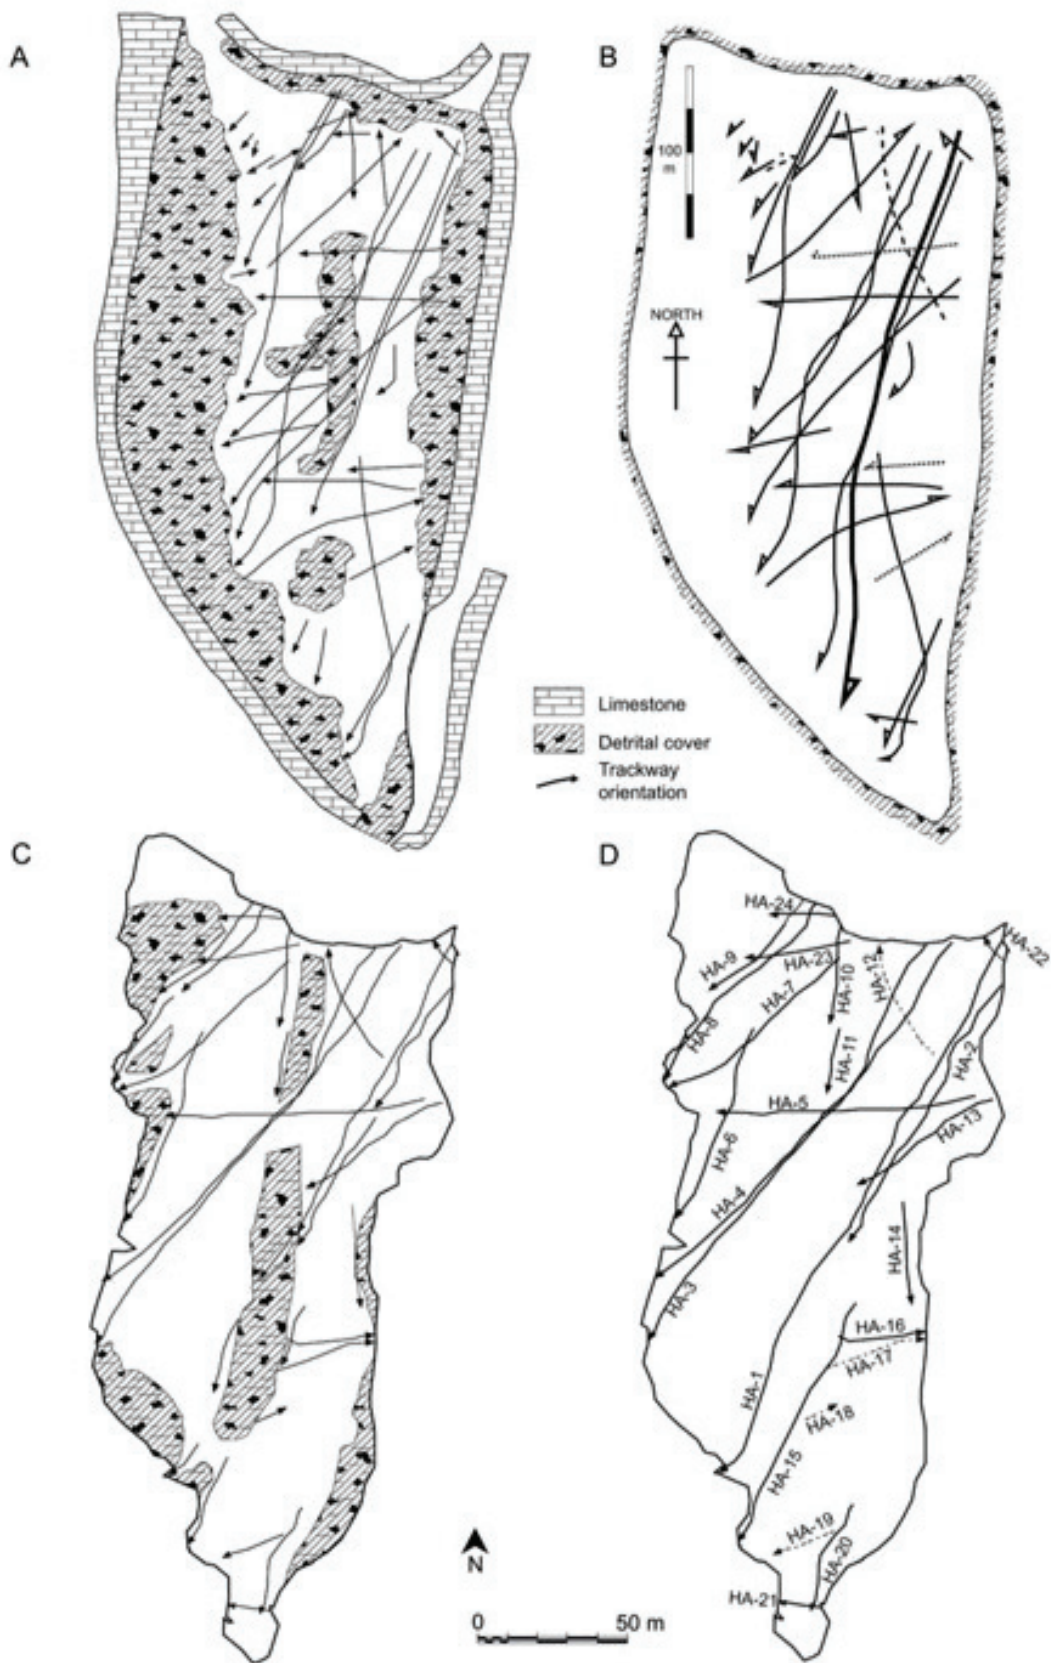 A
B
100
m
NORTH
Limestone
Detrital cover
Trackway
orientation
C
D
HA-24
HA-22
HA-9
HA-23
HA-10
HA-12
HA-7
HA-8
HA-11
HA-2
HA-5
HA-13
HA-6
HA-4
HA-14
HA-3
HA-16
HA-17
HA-1
HA-18
HA-15
HA-19
HA-20
HA-21
N
0 50 m